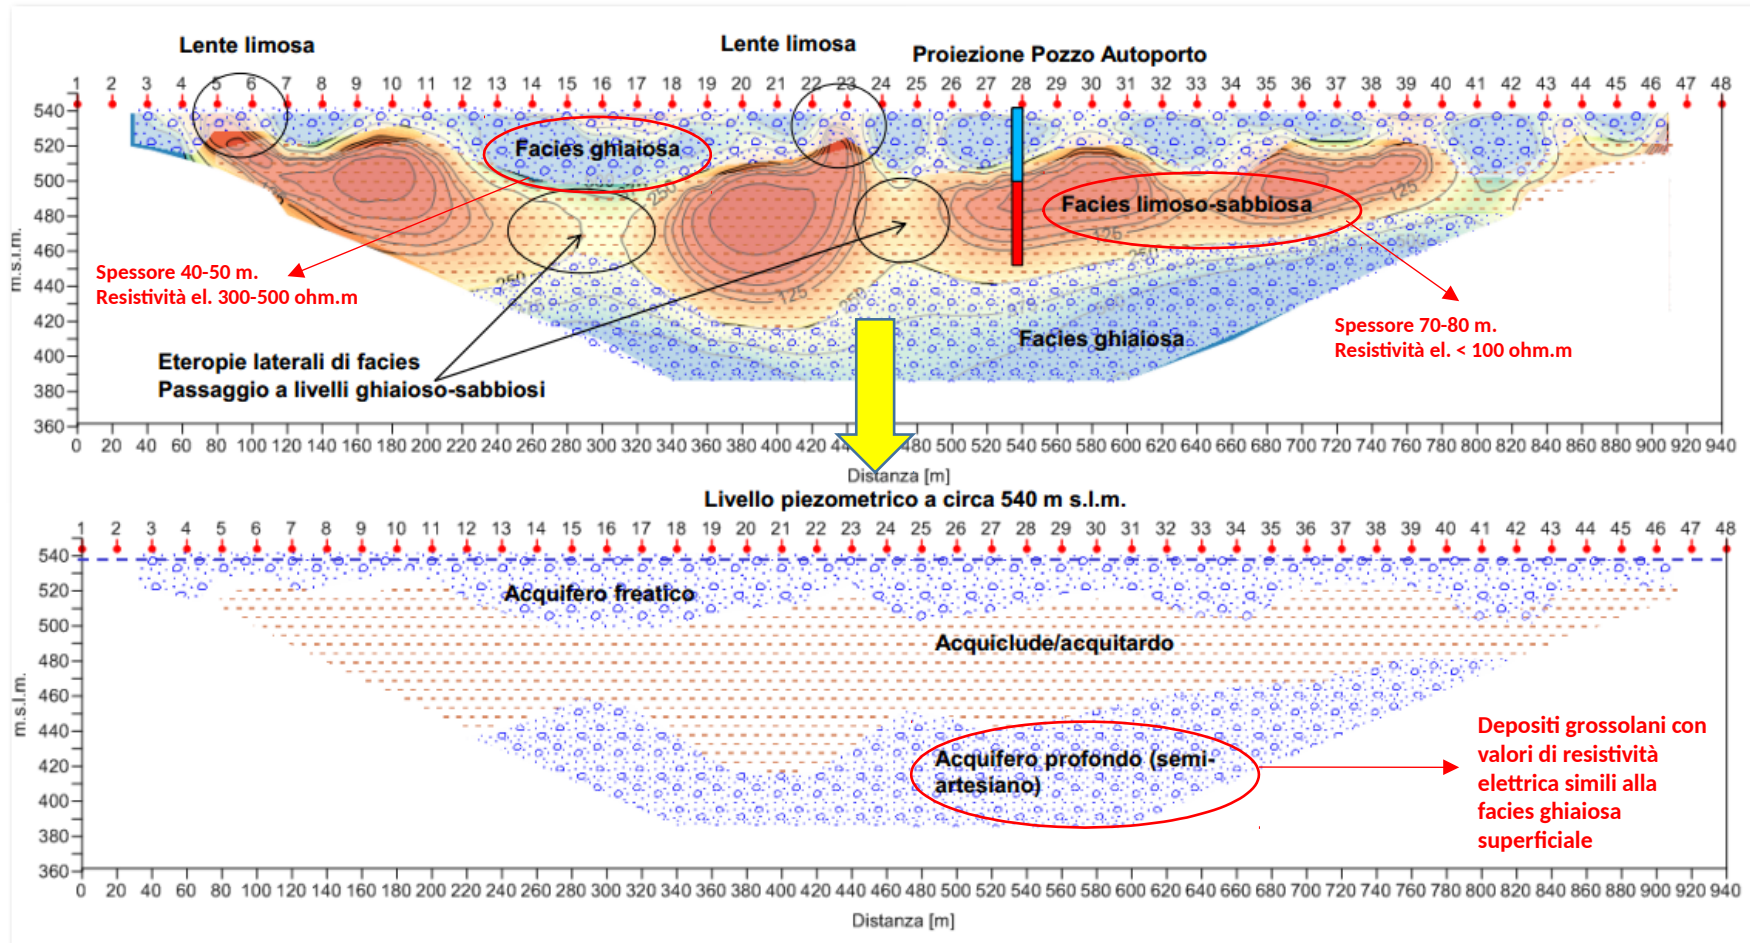 Lente limosa
Lente limosa
Proiezione Pozzo Autoporto
1 2 3 4 5 6 7 8 9 10 11 12 13 14 15 16 17 18 19 20 21 22 23 24 25 26 27 28 29 30 31 32 33 34 35 36 37 38 39 40 41 42 43 44 45 46 47 48
540
520
500
480
460
440
420
400
380
360
m.s.l.m.
Facies ghiaiosa
250
250
125
Facies limoso-sabbiosa
125
125
250
250
125
250
Spessore 40-50 m.
Resistività el. 300-500 ohm.m
Spessore 70-80 m.
Resistività el. < 100 ohm.m
Facies ghiaiosa
Eteropie laterali di facies
Passaggio a livelli ghiaioso-sabbiosi
0 20 40 60 80 100 120 140 160 180 200 220 240 260 280 300 320 340 360 380 400 420 44 480 500 520 540 560 580 600 620 640 660 680 700 720 740 760 780 800 820 840 860 880 900 920 940
Distanza [m]
Livello piezometrico a circa 540 m s.l.m.
1 2 3 4 5 6 7 8 9 10 11 12 13 14 15 16 17 18 19 20 21 22 23 24 25 26 27 28 29 30 31 32 33 34 35 36 37 38 39 40 41 42 43 44 45 46 47 48
540
520
500
480
460
440
420
400
380
360
m.s.l.m.
Acquifero freatico
Acquiclude/acquitardo
Acquifero profondo (semi-
artesiano)
Depositi grossolani con
valori di resistività
elettrica simili alla
facies ghiaiosa
superficiale
0 20 40 60 80 100 120 140 160 180 200 220 240 260 280 300 320 340 360 380 400 420 440 460 480 500 520 540 560 580 600 620 640 660 680 700 720 740 760 780 800 820 840 860 880 900 920 940
Distanza [m]